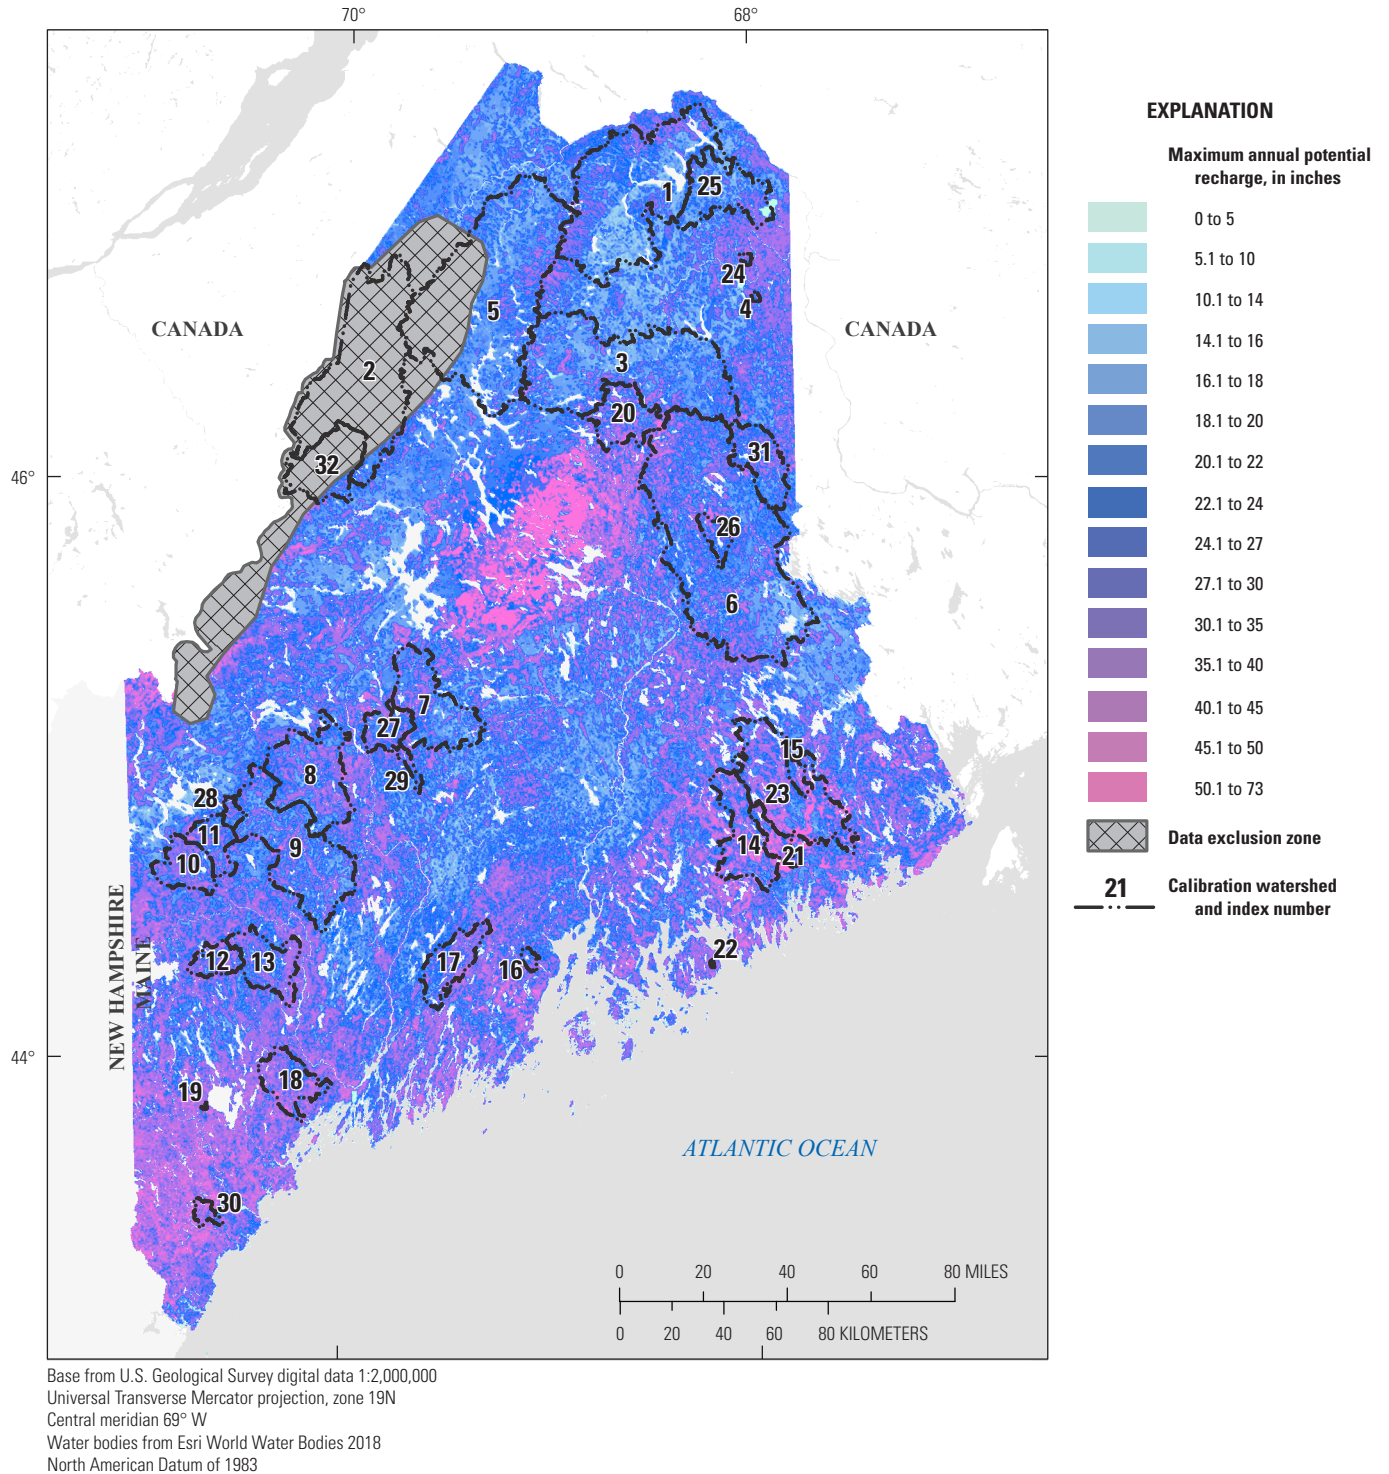 70°
68°
EXPLANATION
Maximum annual potential
recharge, in inches
0 to 5
5.1 to 10
10.1 to 14
14.1 to 16
16.1 to 18
18.1 to 20
20.1 to 22
22.1 to 24
24.1 to 27
27.1 to 30
30.1 to 35
35.1 to 40
40.1 to 45
45.1 to 50
50.1 to 73
Data exclusion zone
21
Calibration watershed
and index number
1
25
24
4
CANADA
5
CANADA
3
2
20
31
32
46°
26
6
7
27
15
8
29
23
28
11
9
14
21
10
NEW HAMPSHIRE
MAINE
12
13
17
16
22
44°
18
19
ATLANTIC OCEAN
30
0 20 40 60 80 MILES
0 20 40 60 80 KILOMETERS
Base from U.S. Geological Survey digital data 1:2,000,000
Universal Transverse Mercator projection, zone 19N
Central meridian 69° W
Water bodies from Esri World Water Bodies 2018
North American Datum of 1983